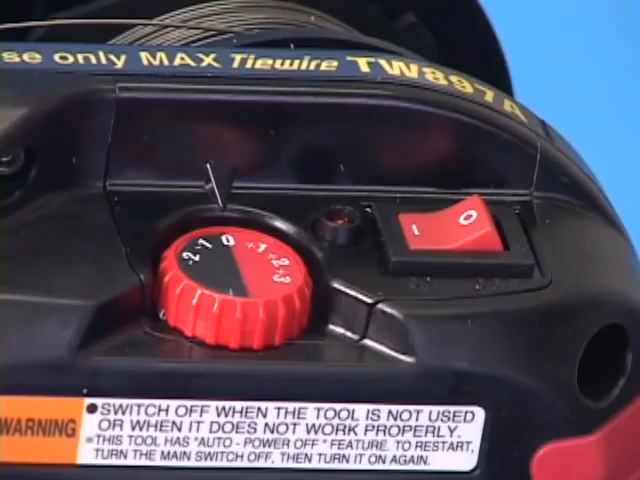 se only MAX Tiewire TW897A
-2 -1 0 +1 +2 +3
I O
WARNING
●SWITCH OFF WHEN THE TOOL IS NOT USED
OR WHEN IT DOES NOT WORK PROPERLY.
●THIS TOOL HAS "AUTO - POWER OFF" FEATURE. TO RESTART,
TURN THE MAIN SWITCH OFF, THEN TURN IT ON AGAIN.